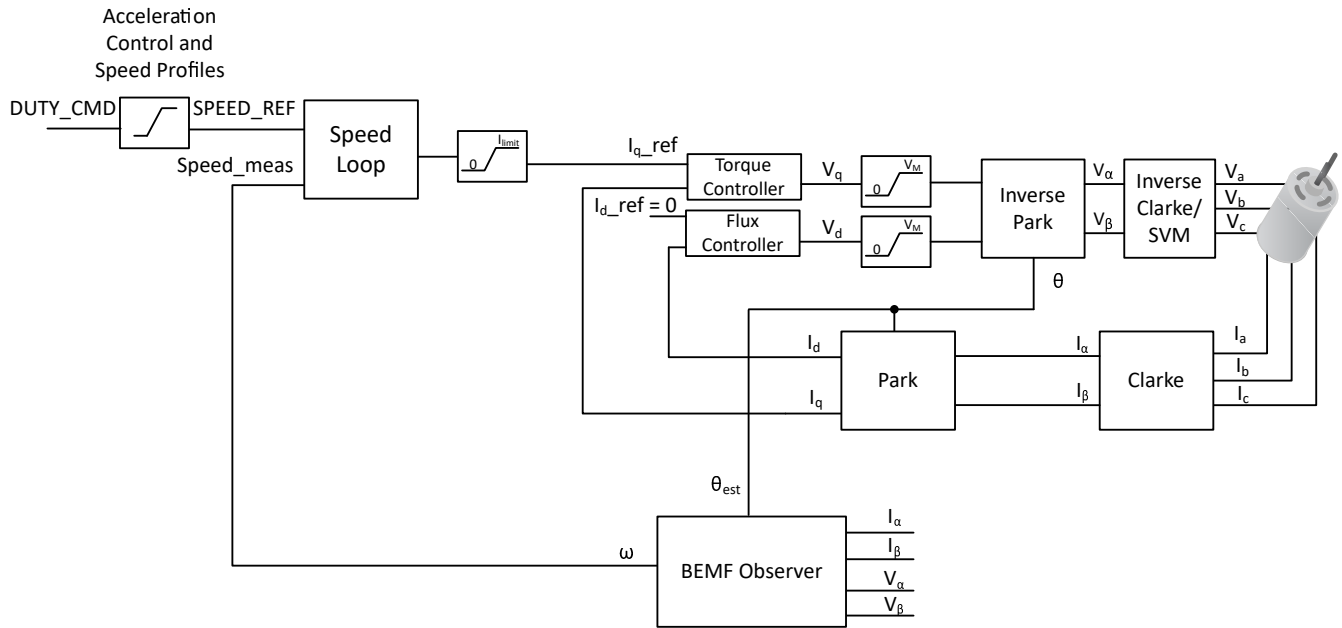 Acceleration
Control and
Speed Profiles
DUTY_CMD
SPEED_REF
Speed_meas
Speed
Loop
I_limit
0
I_q_ref
I_d_ref = 0
Torque
Controller
Flux
Controller
V_q
V_d
V_M
0
V_M
0
Inverse
Park
V_α
V_β
Inverse
Clarke/
SVM
V_a
V_b
V_c
θ
I_d
I_q
Park
I_α
I_β
Clarke
I_a
I_b
I_c
θ_est
ω
BEMF Observer
I_α
I_β
V_α
V_β